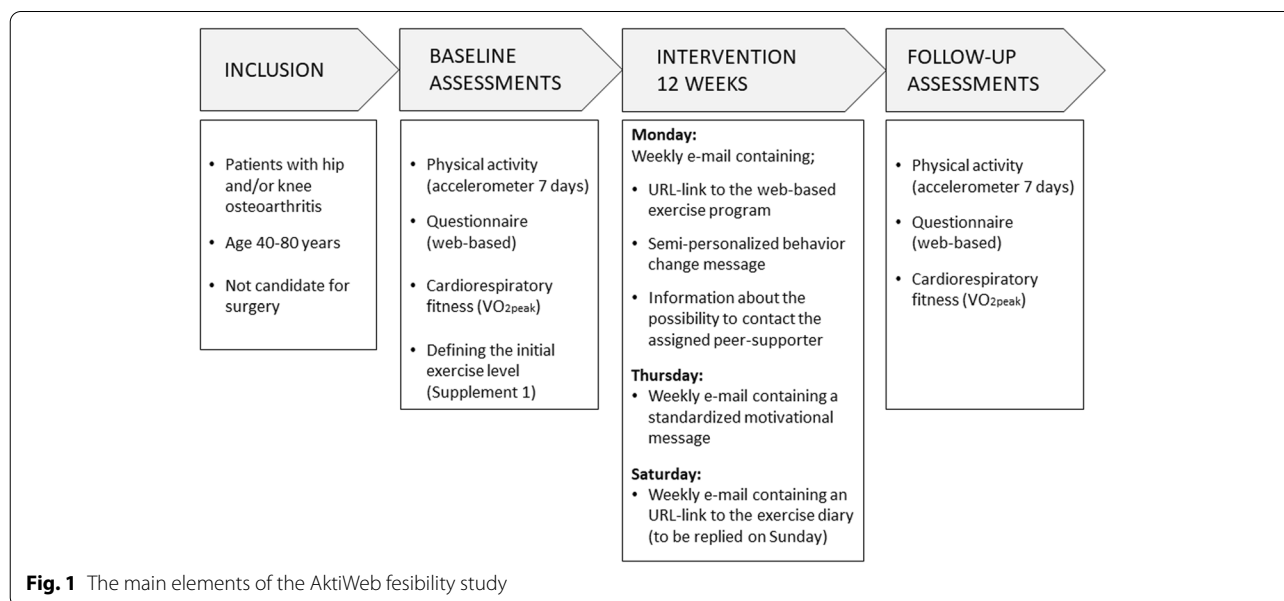 INCLUSION
BASELINE
ASSESSMENTS
INTERVENTION
12 WEEKS
FOLLOW-UP
ASSESSMENTS
• Patients with hip
and/or knee
osteoarthritis
• Age 40-80 years
• Not candidate for
surgery
• Physical activity
(accelerometer 7 days)
• Questionnaire
(web-based)
• Cardiorespiratory
fitness (VO2peak)
• Defining the initial
exercise level
(Supplement 1)
Monday:
Weekly e-mail containing;
• URL-link to the web-based
exercise program
• Semi-personalized behavior
change message
• Information about the
possibility to contact the
assigned peer-supporter
Thursday:
• Weekly e-mail containing a
standardized motivational
message
Saturday:
• Weekly e-mail containing an
URL-link to the exercise diary
(to be replied on Sunday)
• Physical activity
(accelerometer 7 days)
• Questionnaire
(web-based)
• Cardiorespiratory
fitness (VO2peak)
Fig. 1 The main elements of the AktiWeb fesibility study